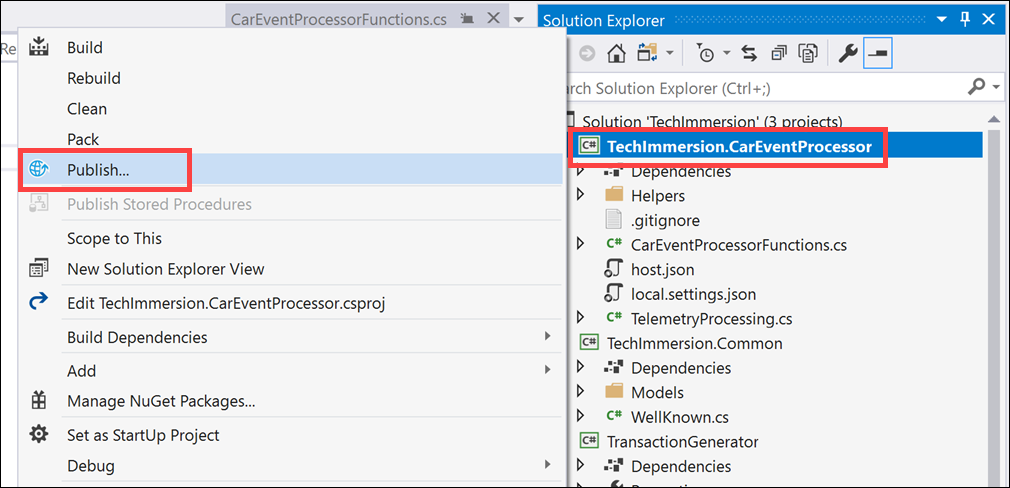 CarEventProcessorFunctions.cs
Re
Build
Rebuild
Clean
Pack
Publish...
Publish Stored Procedures
Scope to This
New Solution Explorer View
Edit TechImmersion.CarEventProcessor.csproj
Build Dependencies
Add
Manage NuGet Packages...
Set as StartUp Project
Debug
Solution Explorer
rch Solution Explorer (Ctrl+;)
Solution 'TechImmersion' (3 projects)
C# TechImmersion.CarEventProcessor
Dependencies
Helpers
.gitignore
C# CarEventProcessorFunctions.cs
host.json
local.settings.json
C# TelemetryProcessing.cs
C# TechImmersion.Common
Dependencies
Models
C# WellKnown.cs
C# TransactionGenerator
Dependencies